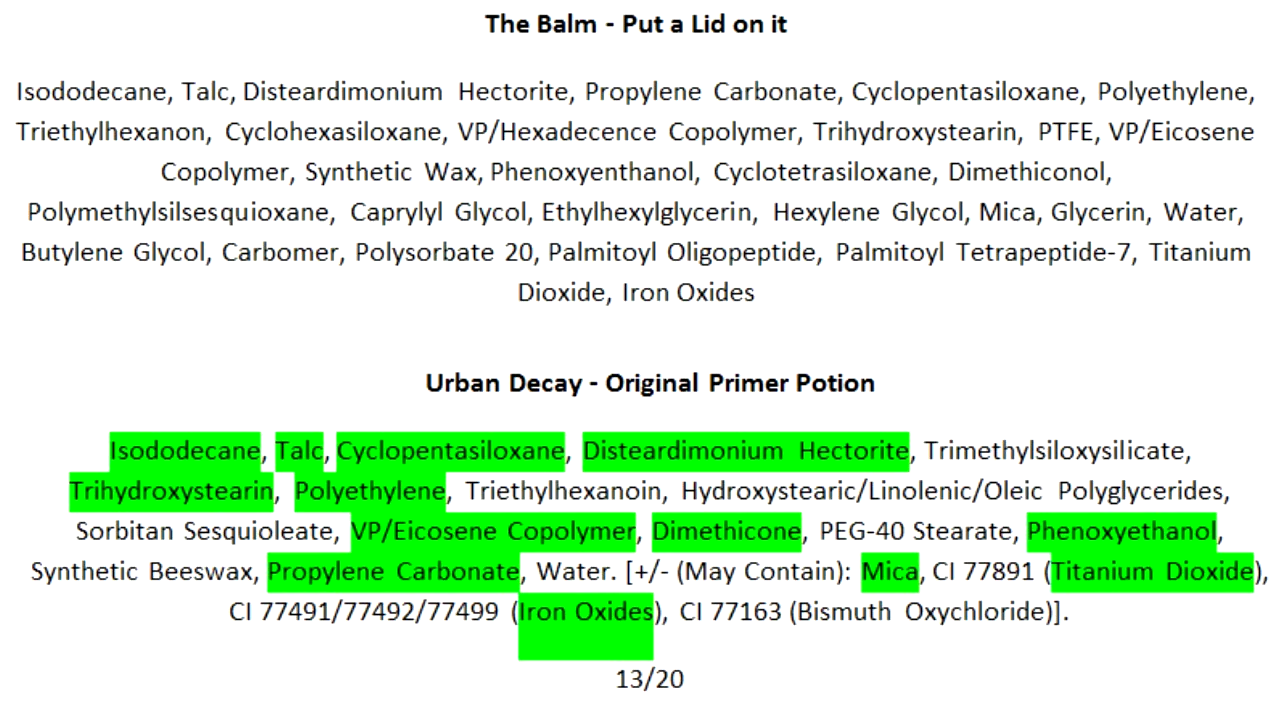 The Balm - Put a Lid on it
Isododecane, Talc, Disteardimonium Hectorite, Propylene Carbonate, Cyclopentasiloxane, Polyethylene,
Triethylhexanon, Cyclohexasiloxane, VP/Hexadecence Copolymer, Trihydroxystearin, PTFE, VP/Eicosene
Copolymer, Synthetic Wax, Phenoxyenthanol, Cyclotetrasiloxane, Dimethiconol,
Polymethylsilsesquioxane, Caprylyl Glycol, Ethylhexylglycerin, Hexylene Glycol, Mica, Glycerin, Water,
Butylene Glycol, Carbomer, Polysorbate 20, Palmitoyl Oligopeptide, Palmitoyl Tetrapeptide-7, Titanium
Dioxide, Iron Oxides
Urban Decay - Original Primer Potion
Isododecane, Talc, Cyclopentasiloxane, Disteardimonium Hectorite, Trimethylsiloxysilicate,
Trihydroxystearin, Polyethylene, Triethylhexanoin, Hydroxystearic/Linolenic/Oleic Polyglycerides,
Sorbitan Sesquioleate, VP/Eicosene Copolymer, Dimethicone, PEG-40 Stearate, Phenoxyethanol,
Synthetic Beeswax, Propylene Carbonate, Water. [+/- (May Contain): Mica, CI 77891 (Titanium Dioxide),
CI 77491/77492/77499 (Iron Oxides), CI 77163 (Bismuth Oxychloride)].
13/20